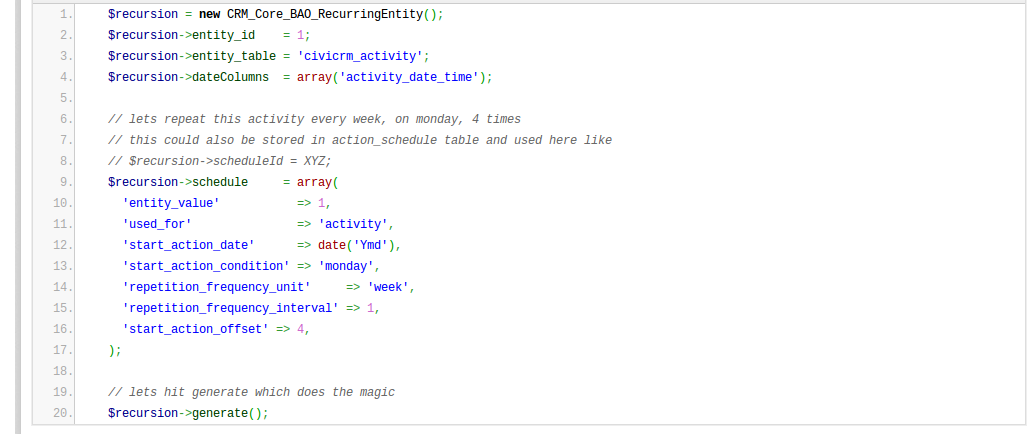 1. $recursion = new CRM_Core_BAO_RecurringEntity();
2. $recursion->entity_id    = 1;
3. $recursion->entity_table = 'civicrm_activity';
4. $recursion->dateColumns  = array('activity_date_time');
5.
6. // lets repeat this activity every week, on monday, 4 times
7. // this could also be stored in action_schedule table and used here like
8. // $recursion->scheduleId = XYZ;
9. $recursion->schedule     = array(
10.   'entity_value'           => 1,
11.   'used_for'               => 'activity',
12.   'start_action_date'      => date('Ymd'),
13.   'start_action_condition' => 'monday',
14.   'repetition_frequency_unit'     => 'week',
15.   'repetition_frequency_interval' => 1,
16.   'start_action_offset' => 4,
17. );
18.
19. // lets hit generate which does the magic
20. $recursion->generate();